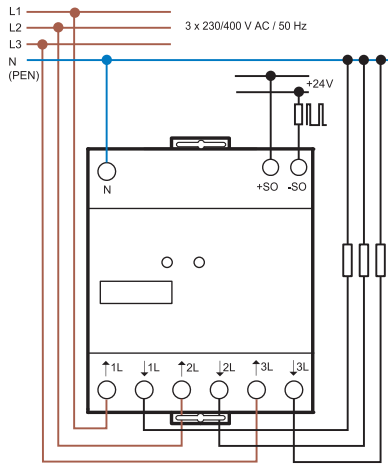 L1
L2 3 x 230/400 V AC / 50 Hz
L3
N
(PEN)
+24V
N +SO -SO
↑1L ↓1L ↑2L ↓2L ↑3L ↓3L